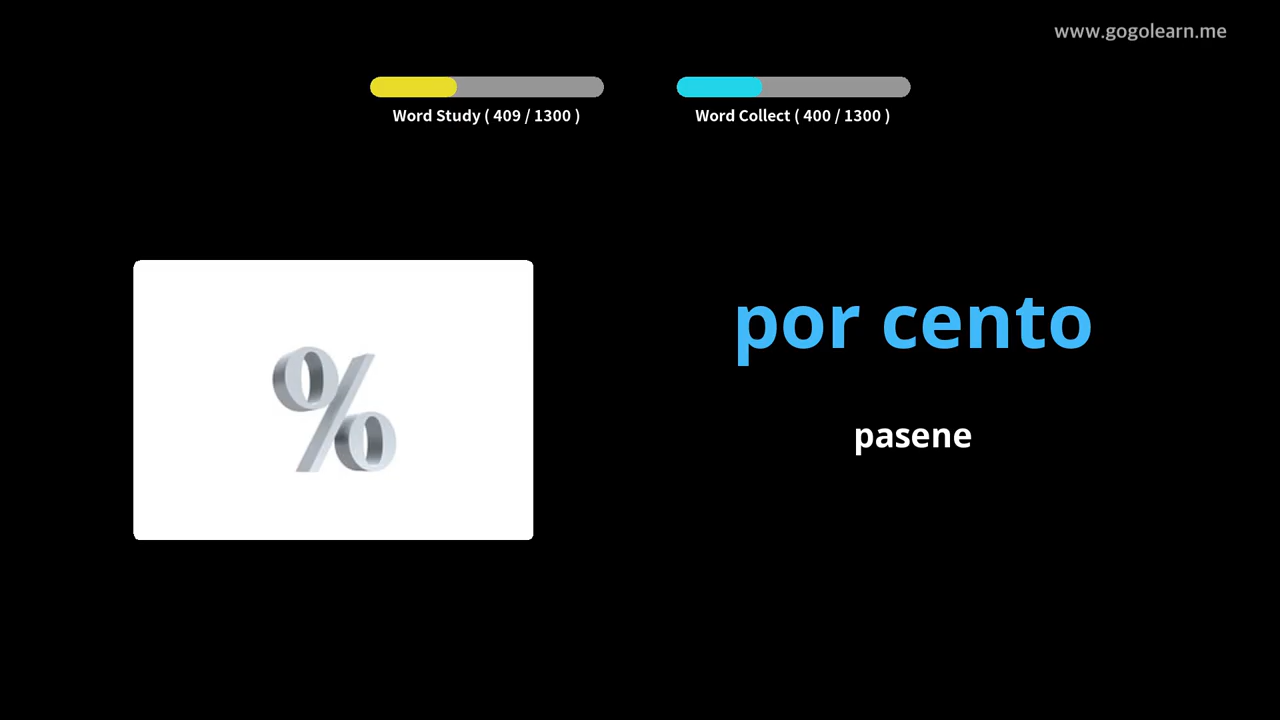 www.gogolearn.me
Word Study ( 409 / 1300 )
Word Collect ( 400 / 1300 )
%
por cento
pasene